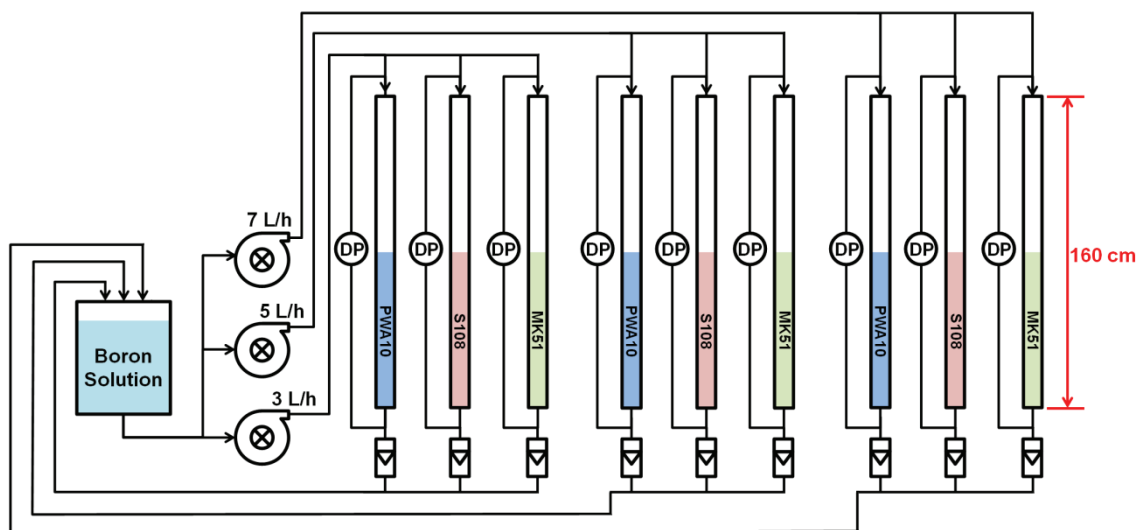 7 L/h
5 L/h
3 L/h
Boron
Solution
DP
DP
DP
DP
DP
DP
DP
DP
DP
PWA10
S108
MK51
PWA10
S108
MK51
PWA10
S108
MK51
160 cm